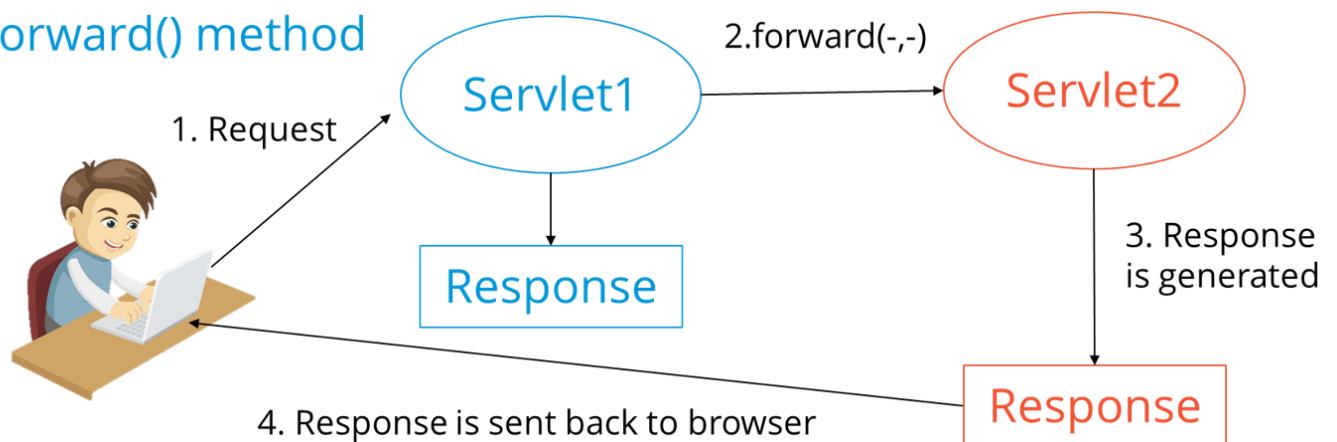 orward() method
2.forward(-,-)
Servlet1
Servlet2
1. Request
3. Response
is generated
Response
Response
4. Response is sent back to browser